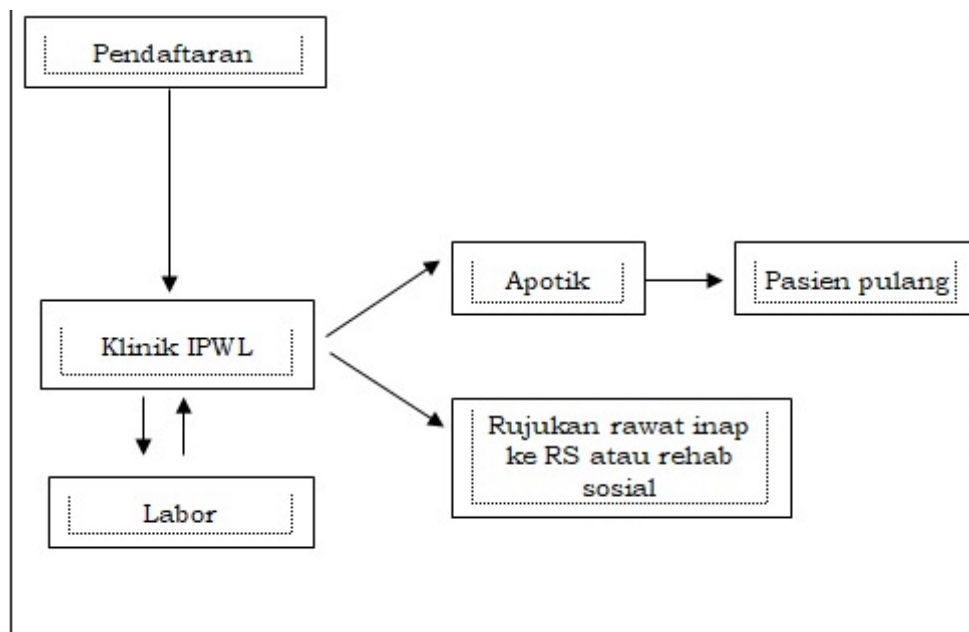 Pendaftaran
Apotik
Pasien pulang
Klinik IPWL
Rujukan rawat inap
ke RS atau rehab
sosial
Labor